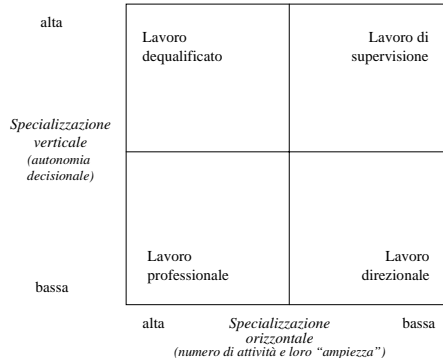 alta
Lavoro
dequalificato
Lavoro di
supervisione
Specializzazione
verticale
(autonomia
decisionale)
Lavoro
professionale
Lavoro
direzionale
bassa
alta
Specializzazione
orizzontale
(numero di attività e loro “ampiezza”)
bassa